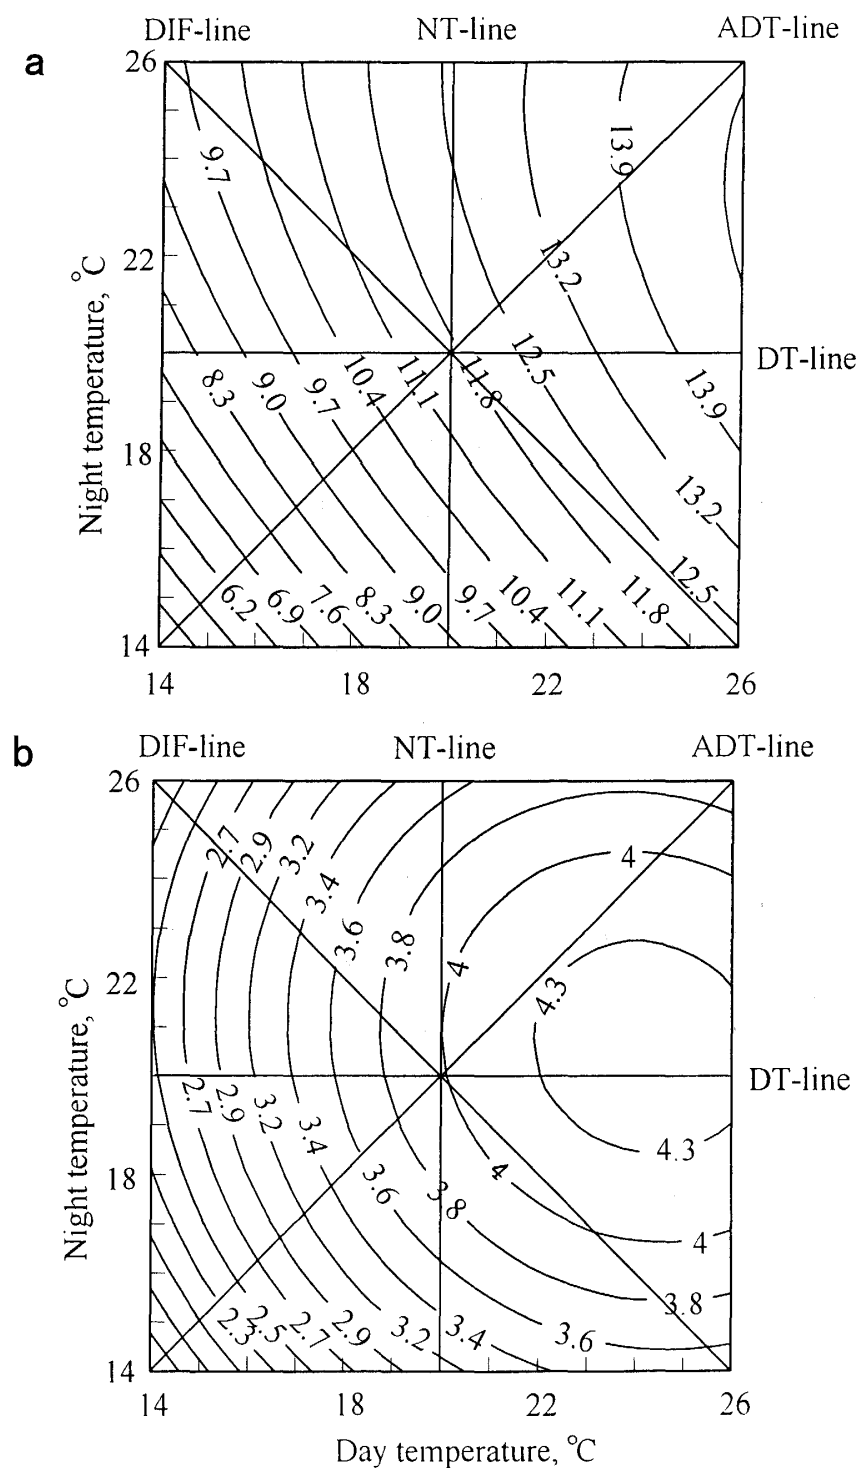 DIF-line NT-line ADT-line
a
26
13.9
9.7
22
13.2
Night temperature, °C
12.5
DT-line
8.3 9.0 9.7 10.4 11.1 11.8
13.9
18
13.2
12.5
6.2 6.9 7.6 8.3 9.0 9.7 10.4 11.1 11.8
14
14 18 22 26
b
DIF-line NT-line ADT-line
26
2.7 2.9 3.2 4
3.4
3.6 3.8 4
4.3
22
Night temperature, °C
DT-line
2.7 2.9 3.2 3.4
4.3
18
3.6 3.8 4
4
3.8
2.3 2.5 2.7 2.9 3.2 3.4 3.6
14
14 18 22 26
Day temperature, °C